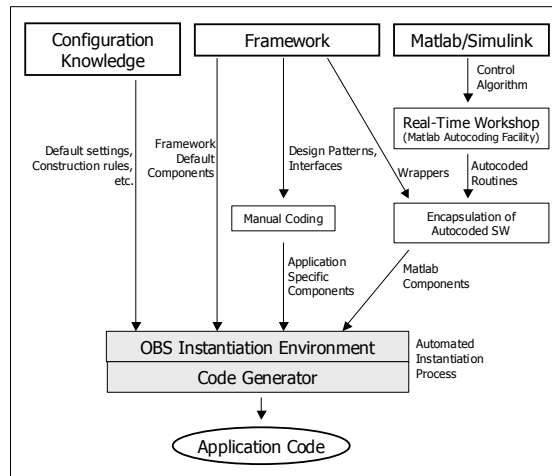 Configuration
Knowledge
Framework
Matlab/Simulink
Control
Algorithm
Real-Time Workshop
(Matlab Autocoding Facility)
Default settings,
Construction rules,
etc.
Framework
Default
Components
Design Patterns,
Interfaces
Wrappers
Autocoded
Routines
Manual Coding
Encapsulation of
Autocoded SW
Application
Specific
Components
Matlab
Components
OBS Instantiation Environment
Code Generator
Automated
Instantiation
Process
Application Code